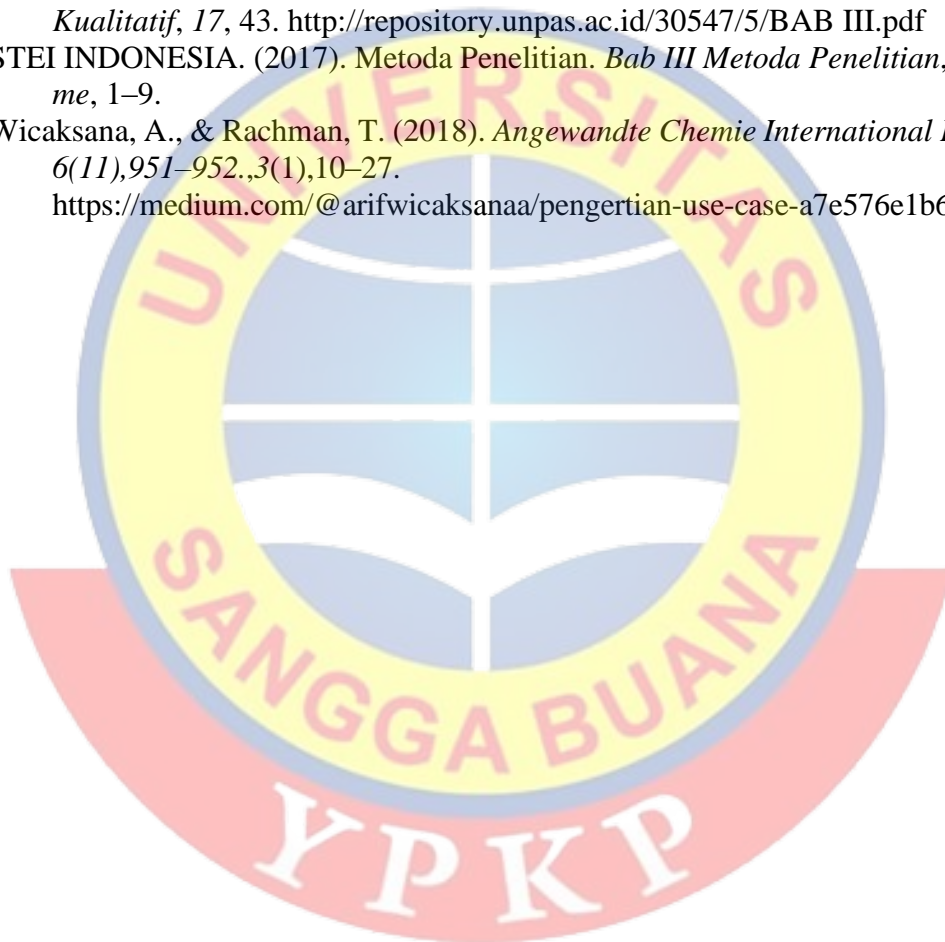 Kualitatif, 17, 43. http://repository.unpas.ac.id/30547/5/BAB III.pdf
STEI INDONESIA. (2017). Metoda Penelitian. Bab III Metoda Penelitian,
me, 1–9.
Wicaksana, A., & Rachman, T. (2018). Angewandte Chemie International
6(11),951–952.,3(1),10–27.
https://medium.com/@arifwicaksanaa/pengertian-use-case-a7e576e1b6
UNIVERSITAS
SANGGA BUANA
YPKP